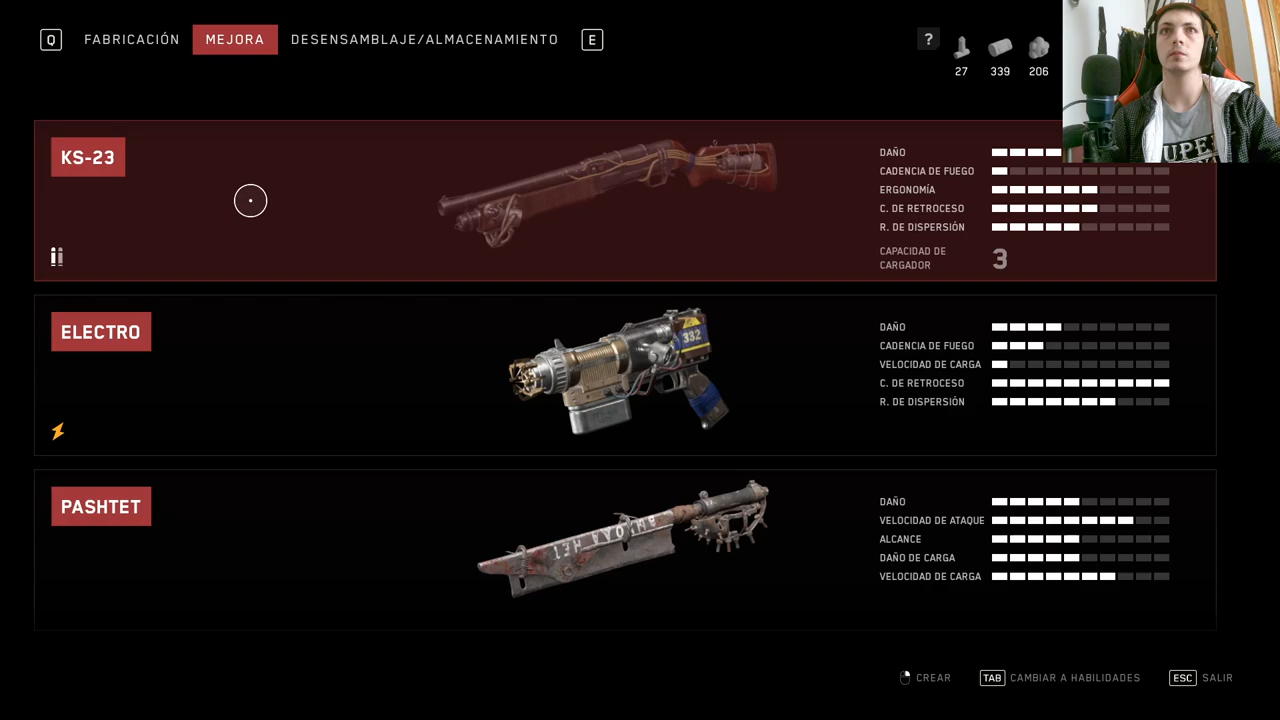 Q FABRICACIÓN MEJORA DESENSAMBLAJE/ALMACENAMIENTO E
?
27 339 206
KS-23
DAÑO
CADENCIA DE FUEGO
ERGONOMÍA
C. DE RETROCESO
R. DE DISPERSIÓN
CAPACIDAD DE
CARGADOR
3
ELECTRO
332
DAÑO
CADENCIA DE FUEGO
VELOCIDAD DE CARGA
C. DE RETROCESO
R. DE DISPERSIÓN
PASHTET
DAÑO
VELOCIDAD DE ATAQUE
ALCANCE
DAÑO DE CARGA
VELOCIDAD DE CARGA
CREAR TAB CAMBIAR A HABILIDADES ESC SALIR